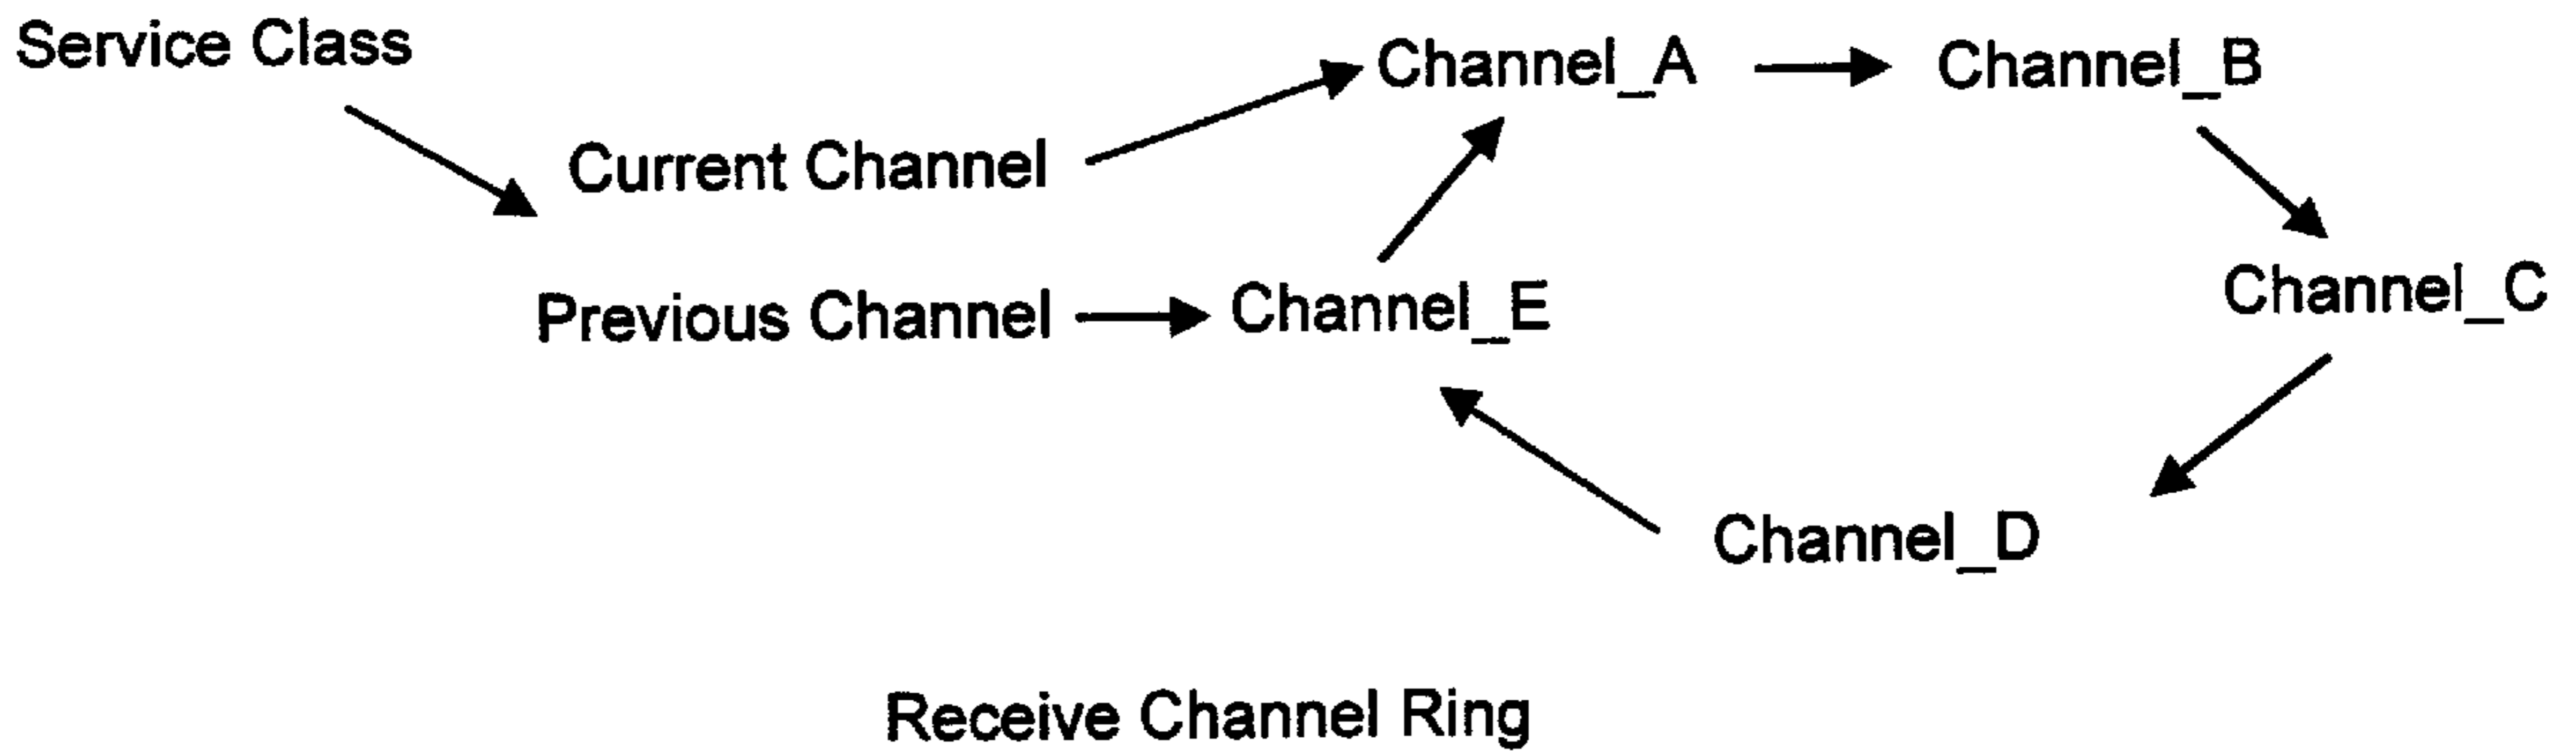 Service Class
Current Channel
Previous Channel
Channel_A
Channel_B
Channel_C
Channel_D
Channel_E
Receive Channel Ring